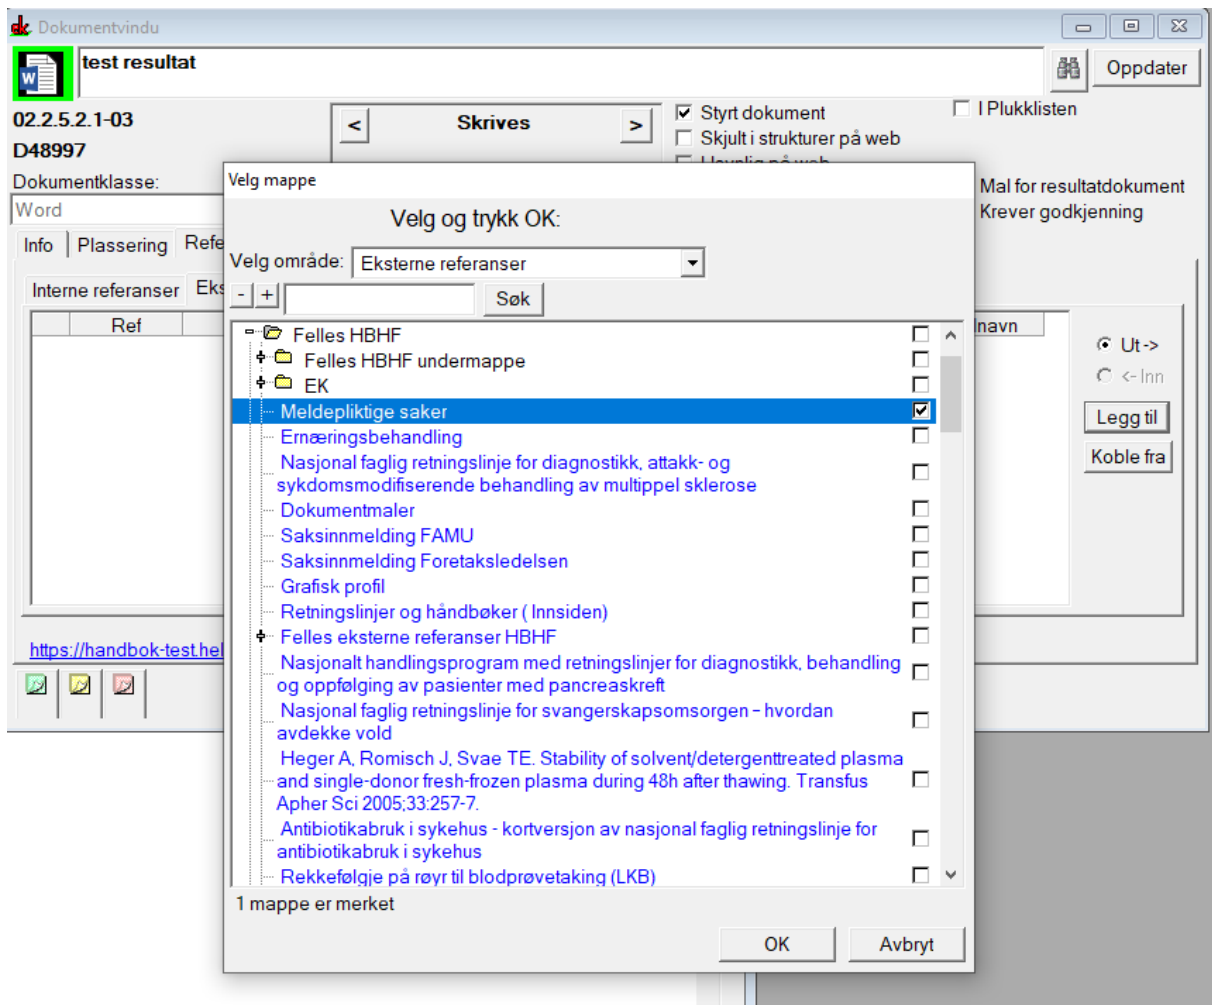 Dokumentvindu
test resultat
Oppdater
02.2.5.2.1-03
D48997
< Skrives >
Styrt dokument
I Plukklisten
Skjult i strukturer på web
Dokumentklasse:
Word
Mal for resultatdokument
Krever godkjenning
Info Plassering Refe
Interne referanser Eks
Ref
lnavn
Ut->
<-Inn
Legg til
Koble fra
https://handbok-test.hel
Velg mappe
Velg og trykk OK:
Velg område: Eksterne referanser
- + Søk
Felles HBHF
Felles HBHF undermappe
EK
Meldepliktige saker
Ernæringsbehandling
Nasjonal faglig retningslinje for diagnostikk, attakk- og
sykdomsmodifiserende behandling av multippel sklerose
Dokumentmaler
Saksinnmelding FAMU
Saksinnmelding Foretaksledelsen
Grafisk profil
Retningslinjer og håndbøker ( Innsiden)
Felles eksterne referanser HBHF
Nasjonalt handlingsprogram med retningslinjer for diagnostikk, behandling
og oppfølging av pasienter med pancreaskreft
Nasjonal faglig retningslinje for svangerskapsomsorgen – hvordan
avdekke vold
Heger A, Romisch J, Svae TE. Stability of solvent/detergenttreated plasma
and single-donor fresh-frozen plasma during 48h after thawing. Transfus
Apher Sci 2005;33:257-7.
Antibiotikabruk i sykehus - kortversjon av nasjonal faglig retningslinje for
antibiotikabruk i sykehus
Rekkefølgje på røyr til blodprøvetaking (LKB)
1 mappe er merket
OK Avbryt